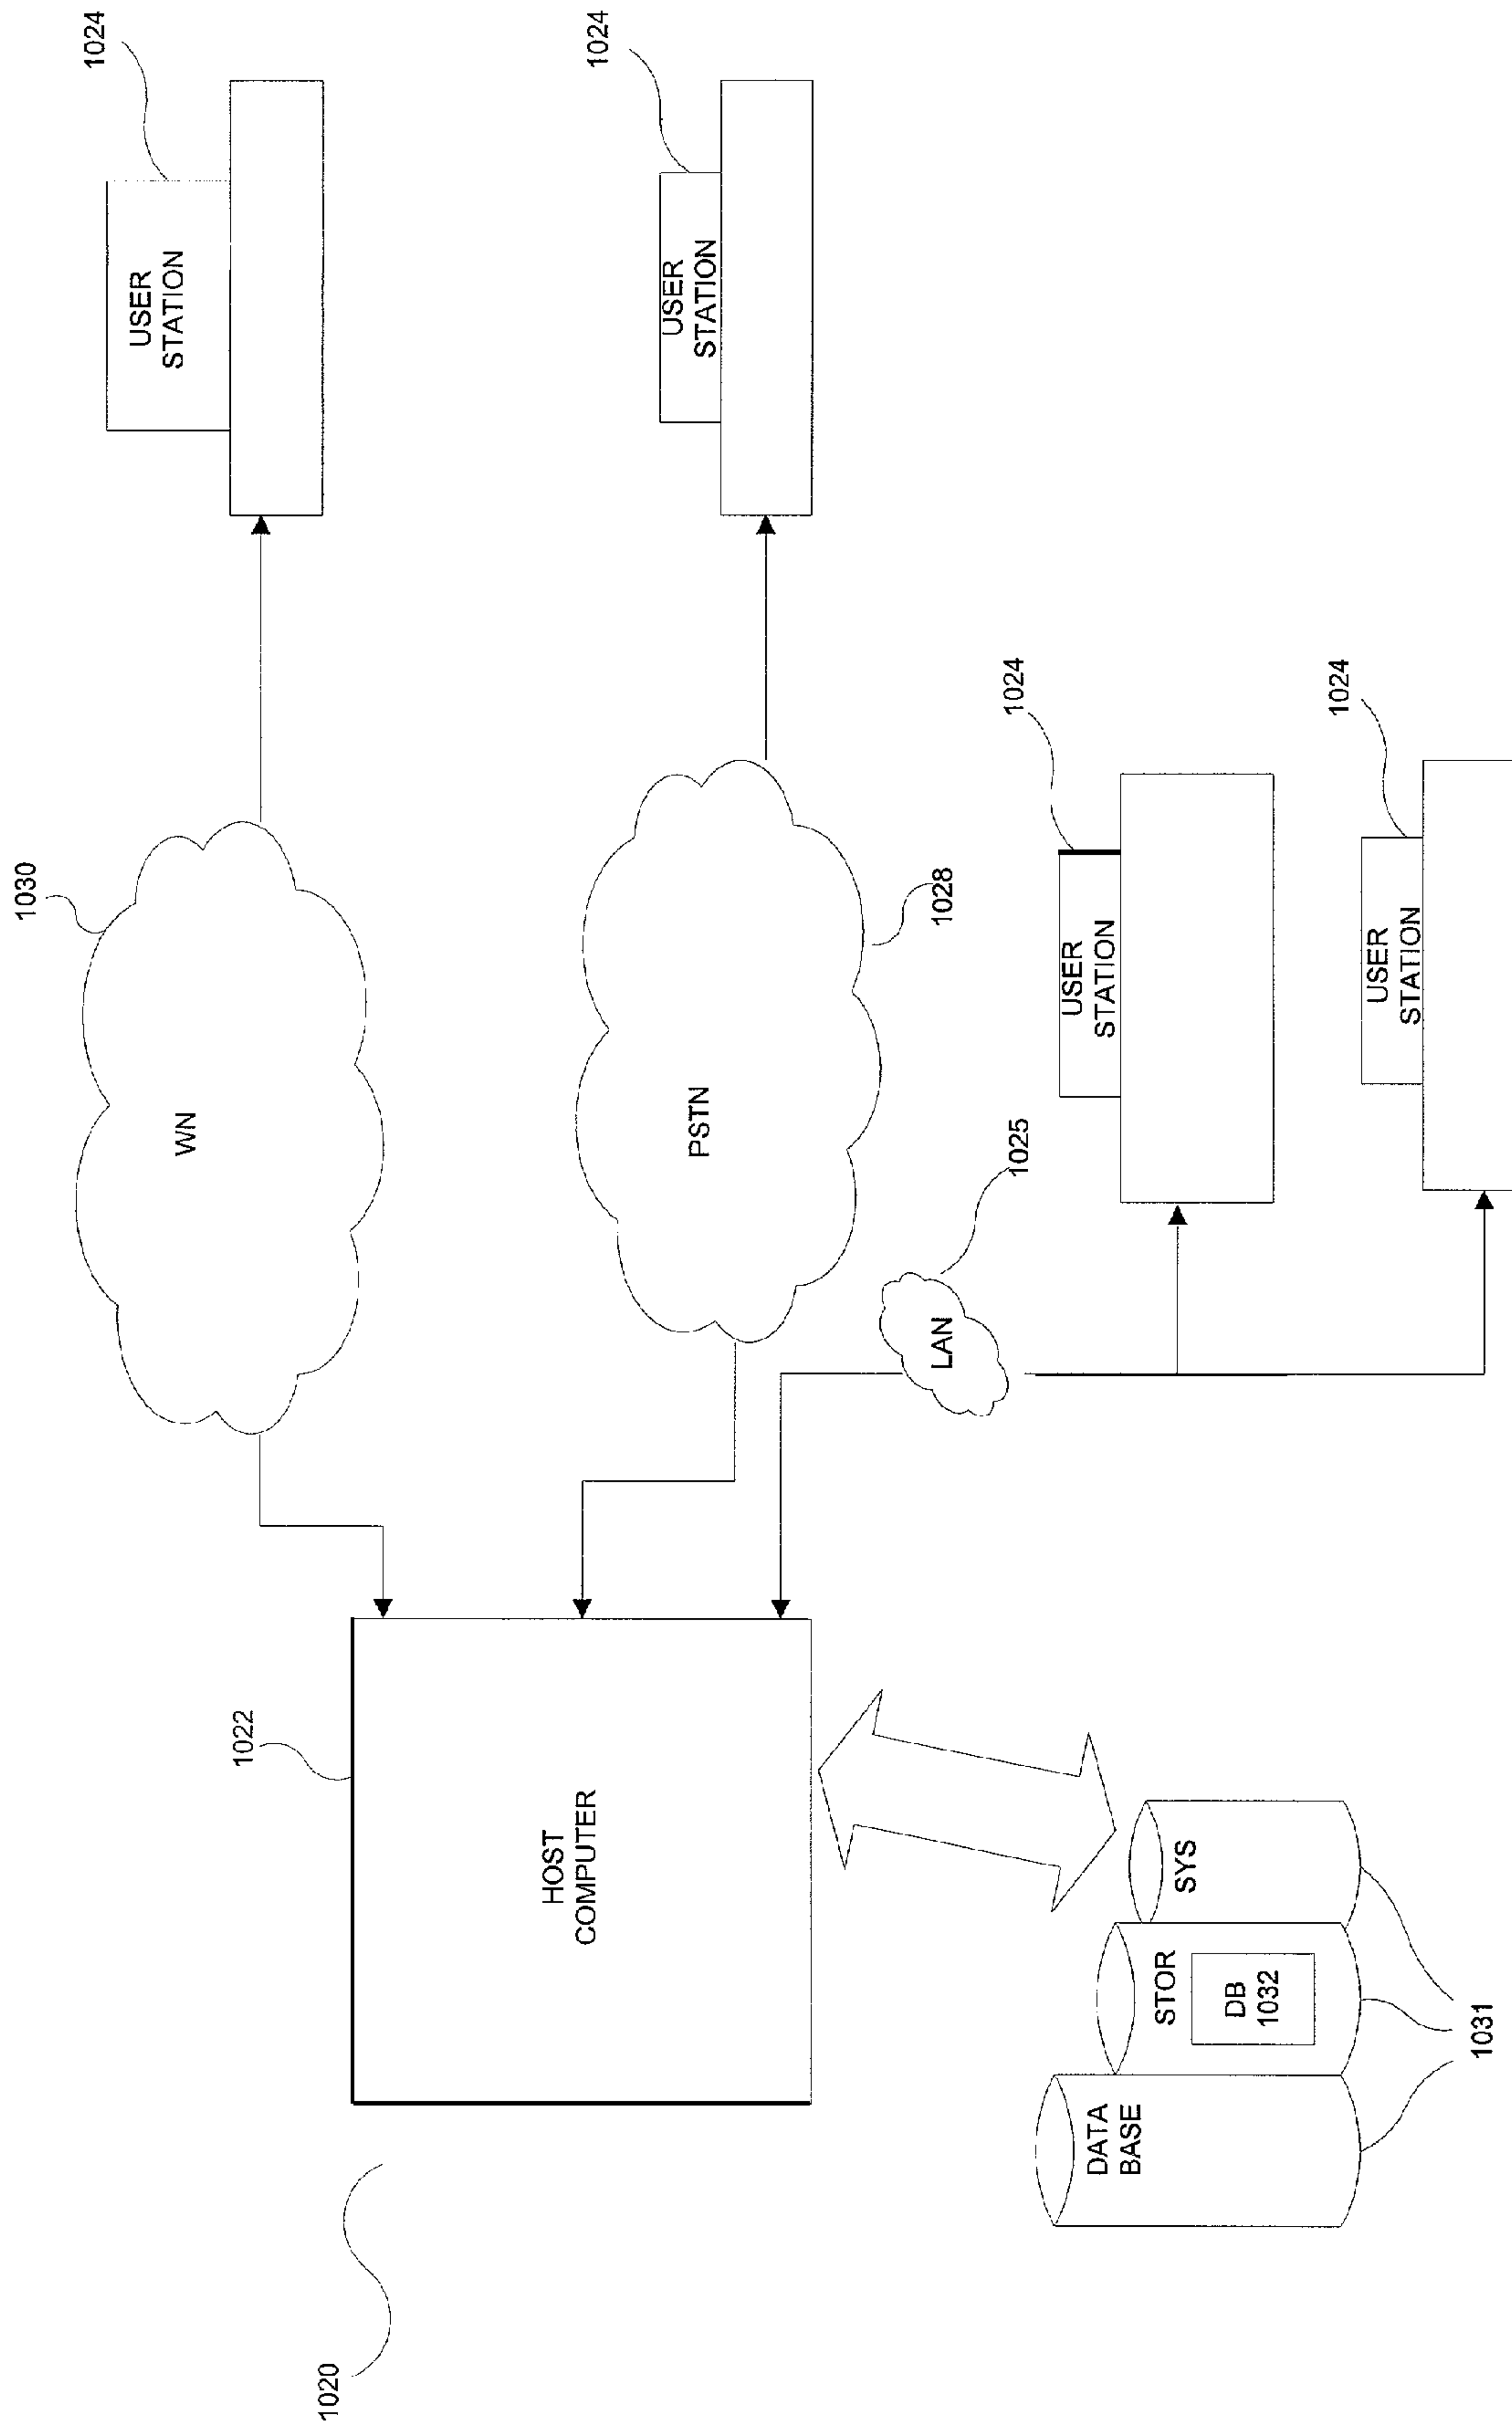 1020
1022
HOST
COMPUTER
DATA
BASE
STOR
DB
1032
SYS
1031
1030
WN
PSTN
1028
LAN
1025
USER
STATION
1024
USER
STATION
1024
USER
STATION
1024
USER
STATION
1024